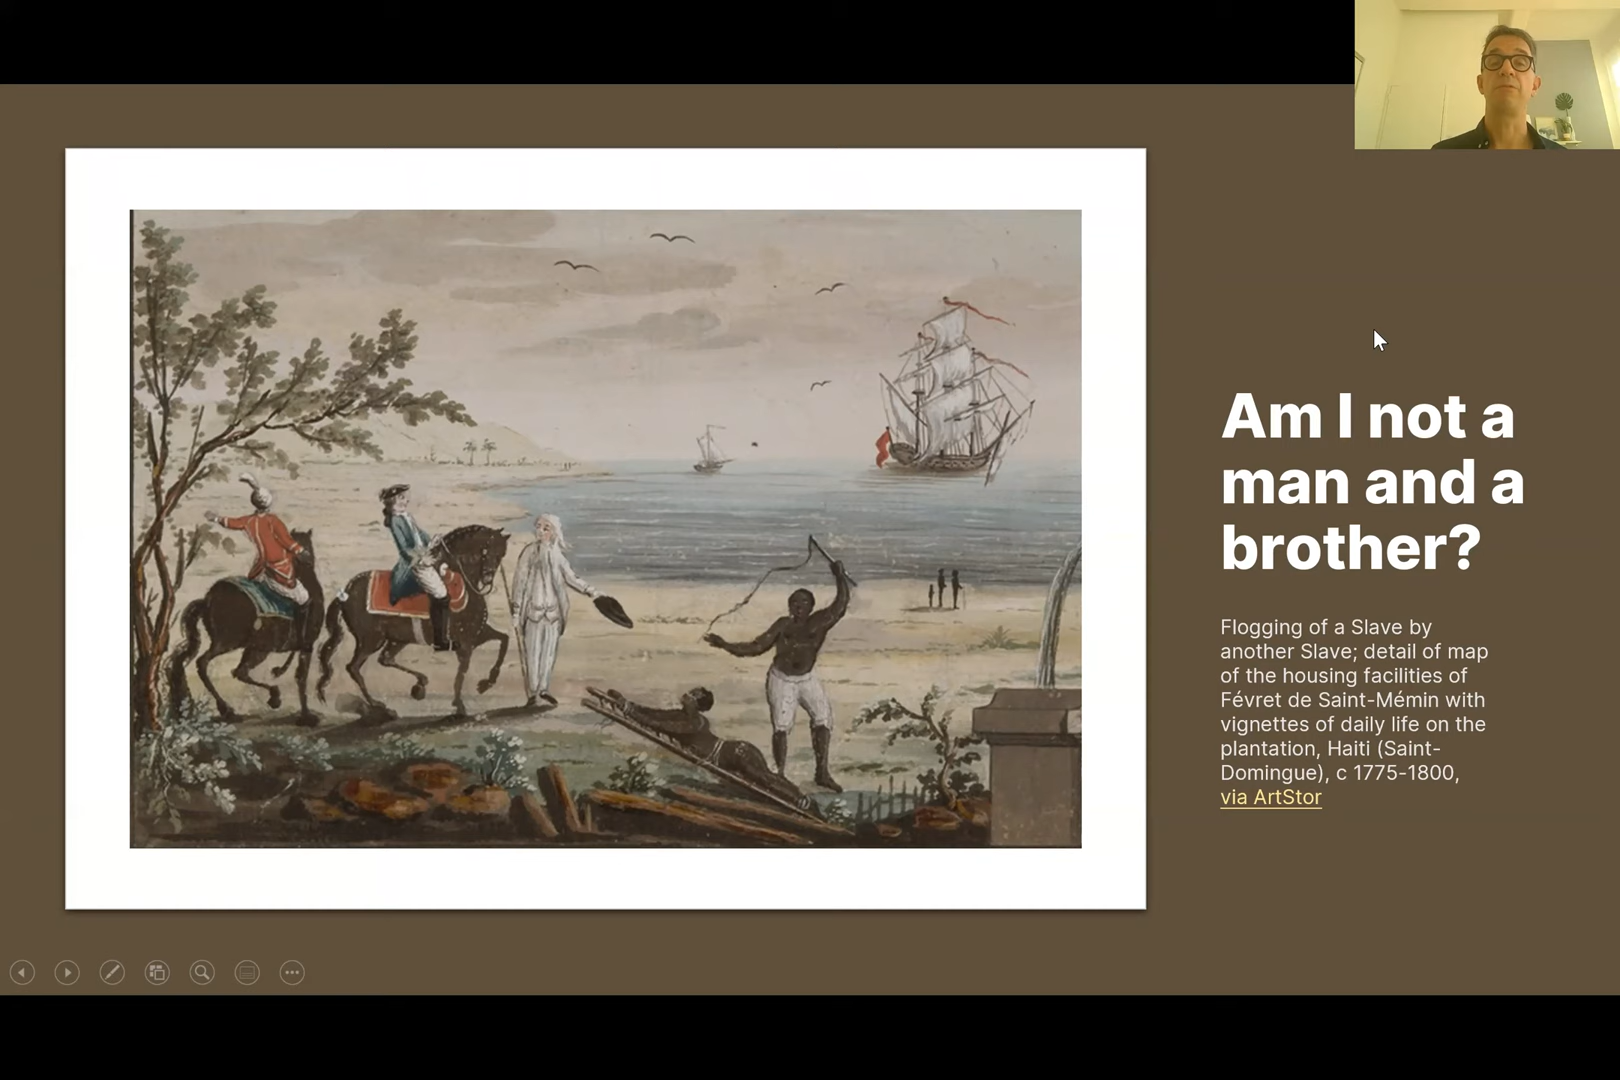 Am I not a
man and a
brother?
Flogging of a Slave by
another Slave; detail of map
of the housing facilities of
Févret de Saint-Mémin with
vignettes of daily life on the
plantation, Haiti (Saint-
Domingue), c 1775-1800,
via ArtStor